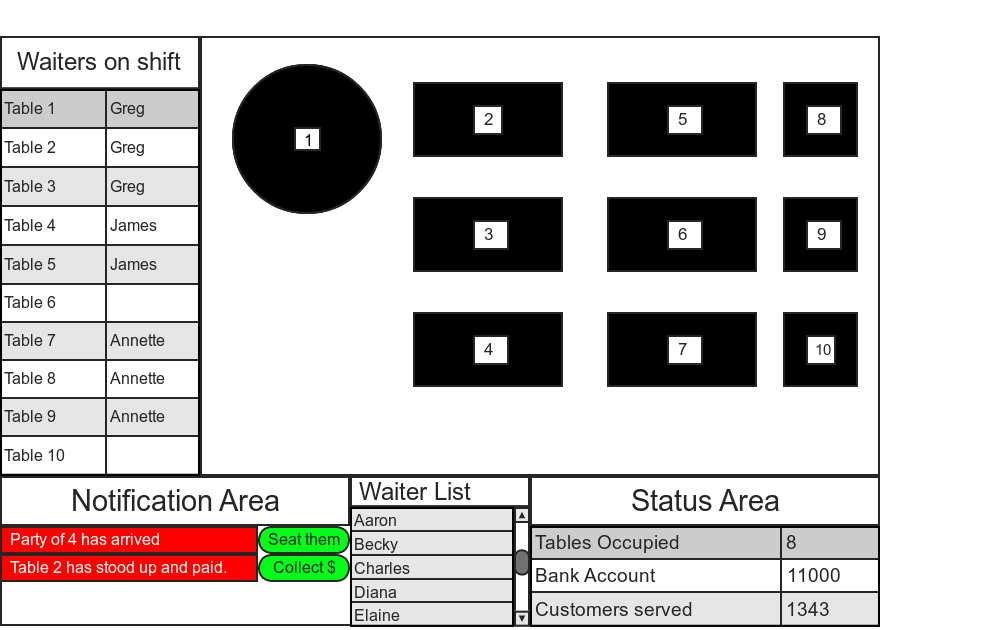 Waiters on shift
Table 1 Greg
Table 2 Greg
Table 3 Greg
Table 4 James
Table 5 James
Table 6
Table 7 Annette
Table 8 Annette
Table 9 Annette
Table 10
1
2 5 8
3 6 9
4 7 10
Notification Area
Party of 4 has arrived Seat them
Table 2 has stood up and paid. Collect $
Waiter List
Aaron
Becky
Charles
Diana
Elaine
Status Area
Tables Occupied 8
Bank Account 11000
Customers served 1343